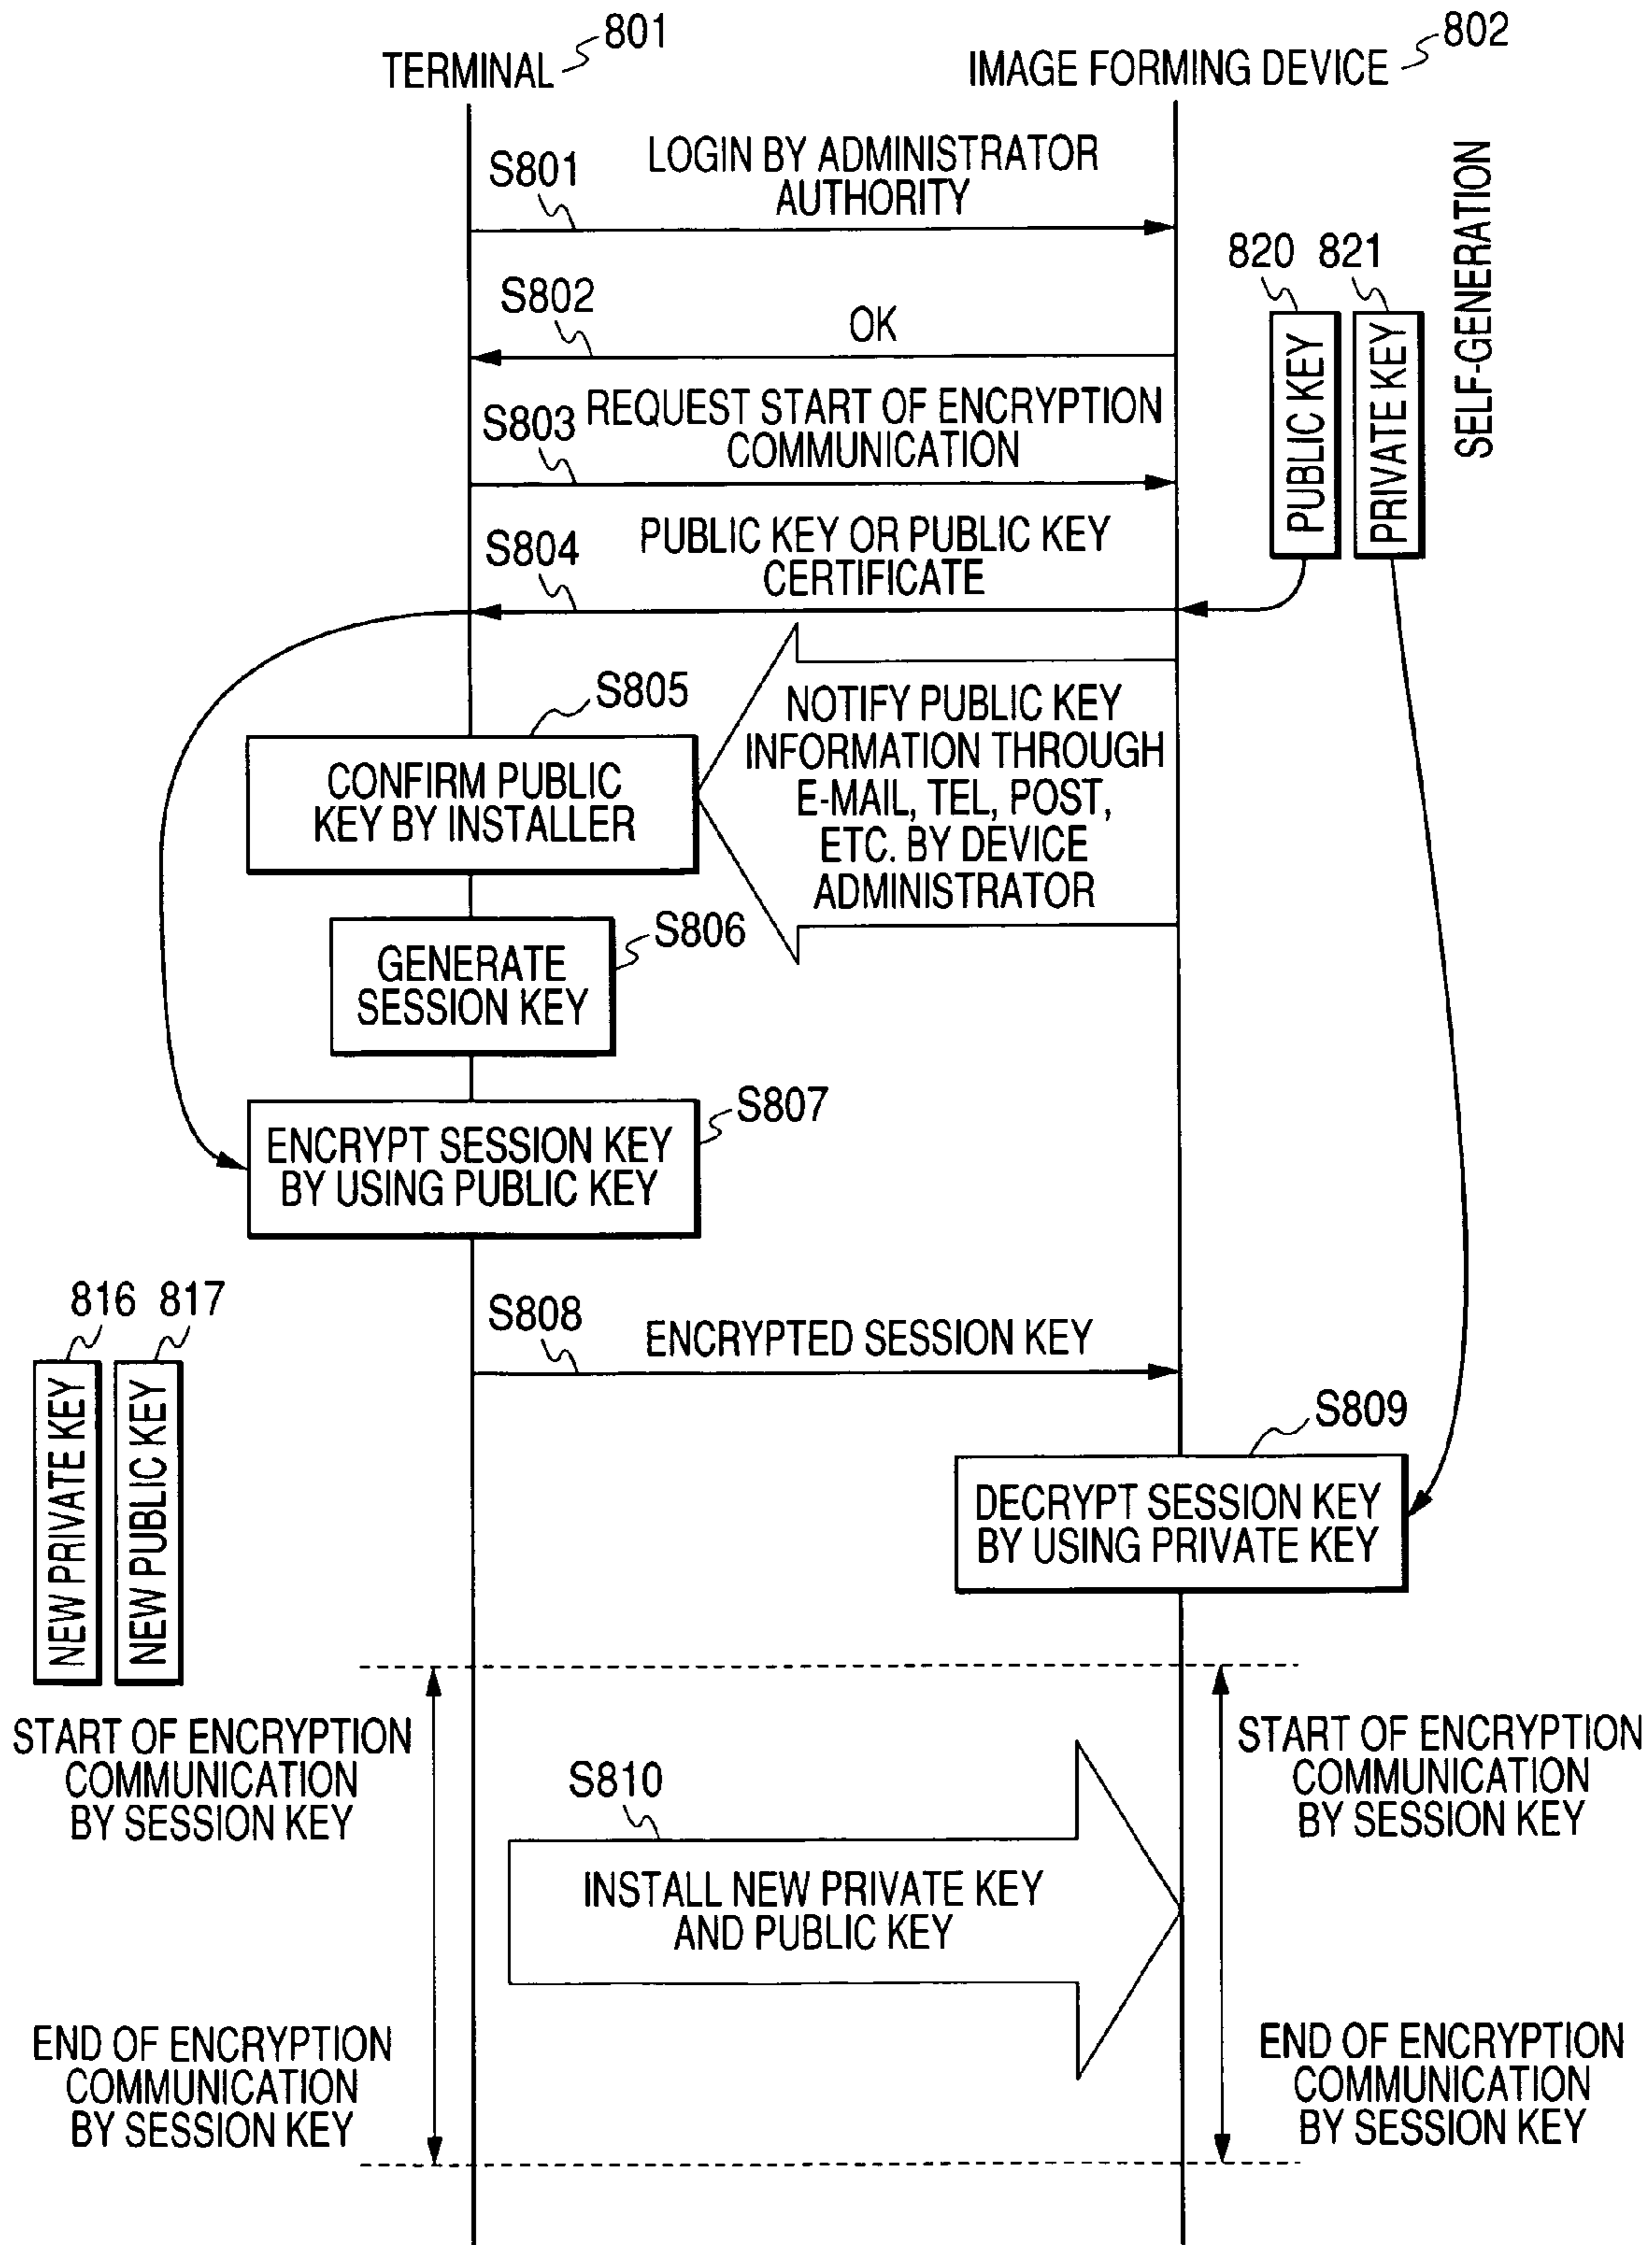 TERMINAL
801
IMAGE FORMING DEVICE
802
S801
LOGIN BY ADMINISTRATOR
AUTHORITY
SELF-GENERATION
820
821
PUBLIC KEY
PRIVATE KEY
S802
OK
S803
REQUEST START OF ENCRYPTION
COMMUNICATION
S804
PUBLIC KEY OR PUBLIC KEY
CERTIFICATE
S805
CONFIRM PUBLIC
KEY BY INSTALLER
NOTIFY PUBLIC KEY
INFORMATION THROUGH
E-MAIL, TEL, POST,
ETC. BY DEVICE
ADMINISTRATOR
S806
GENERATE
SESSION KEY
S807
ENCRYPT SESSION KEY
BY USING PUBLIC KEY
816
817
NEW PRIVATE KEY
NEW PUBLIC KEY
S808
ENCRYPTED SESSION KEY
S809
DECRYPT SESSION KEY
BY USING PRIVATE KEY
START OF ENCRYPTION
COMMUNICATION
BY SESSION KEY
START OF ENCRYPTION
COMMUNICATION
BY SESSION KEY
S810
INSTALL NEW PRIVATE KEY
AND PUBLIC KEY
END OF ENCRYPTION
COMMUNICATION
BY SESSION KEY
END OF ENCRYPTION
COMMUNICATION
BY SESSION KEY